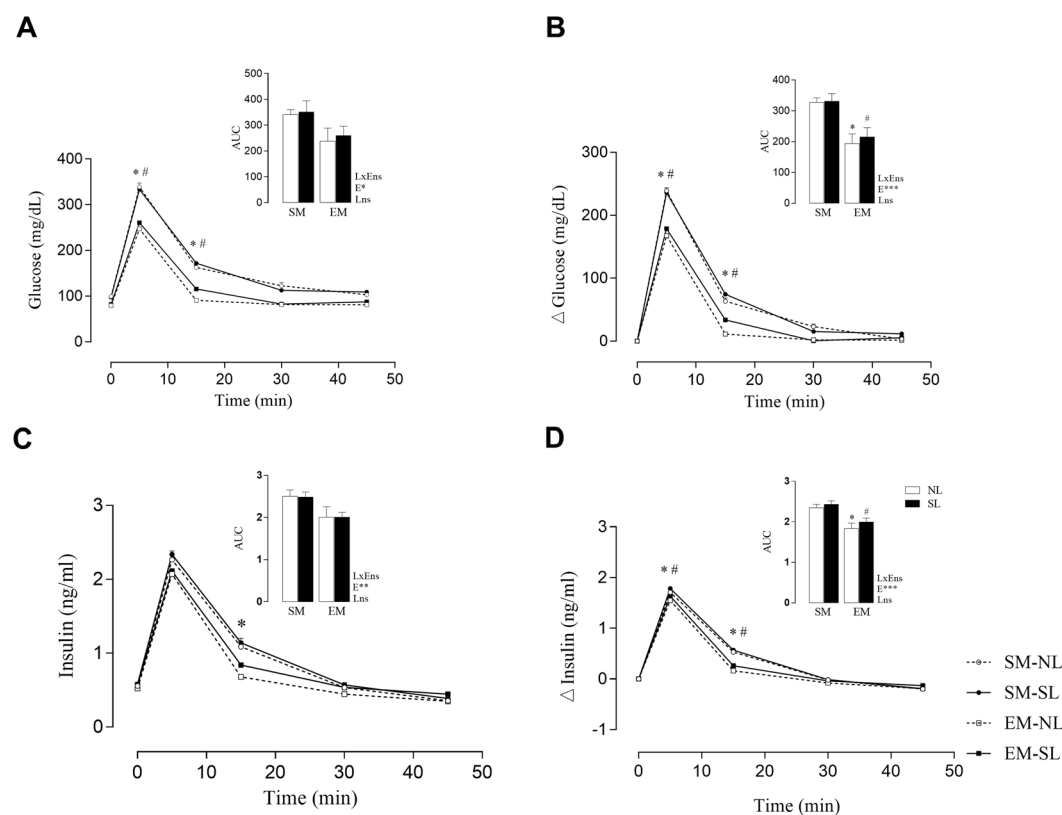 A
Glucose (mg/dL)
400
300
200
100
0
0 10 20 30 40 50
Time (min)
* #
* #
AUC
500
400
300
200
100
0
SM EM
LxEns
E*
Lns
B
△ Glucose (mg/dL)
300
200
100
0
0 10 20 30 40 50
Time (min)
* #
* #
AUC
400
300
200
100
0
* #
SM EM
LxEns
E***
Lns
C
Insulin (ng/ml)
3
2
1
0
0 10 20 30 40 50
Time (min)
*
AUC
3
2
1
0
SM EM
LxEns
E**
Lns
D
△ Insulin (ng/ml)
3
2
1
0
-1
0 10 20 30 40 50
Time (min)
* #
* #
AUC
3
2
1
0
* #
SM EM
LxEns
E***
Lns
NL
SL
SM-NL
SM-SL
EM-NL
EM-SL